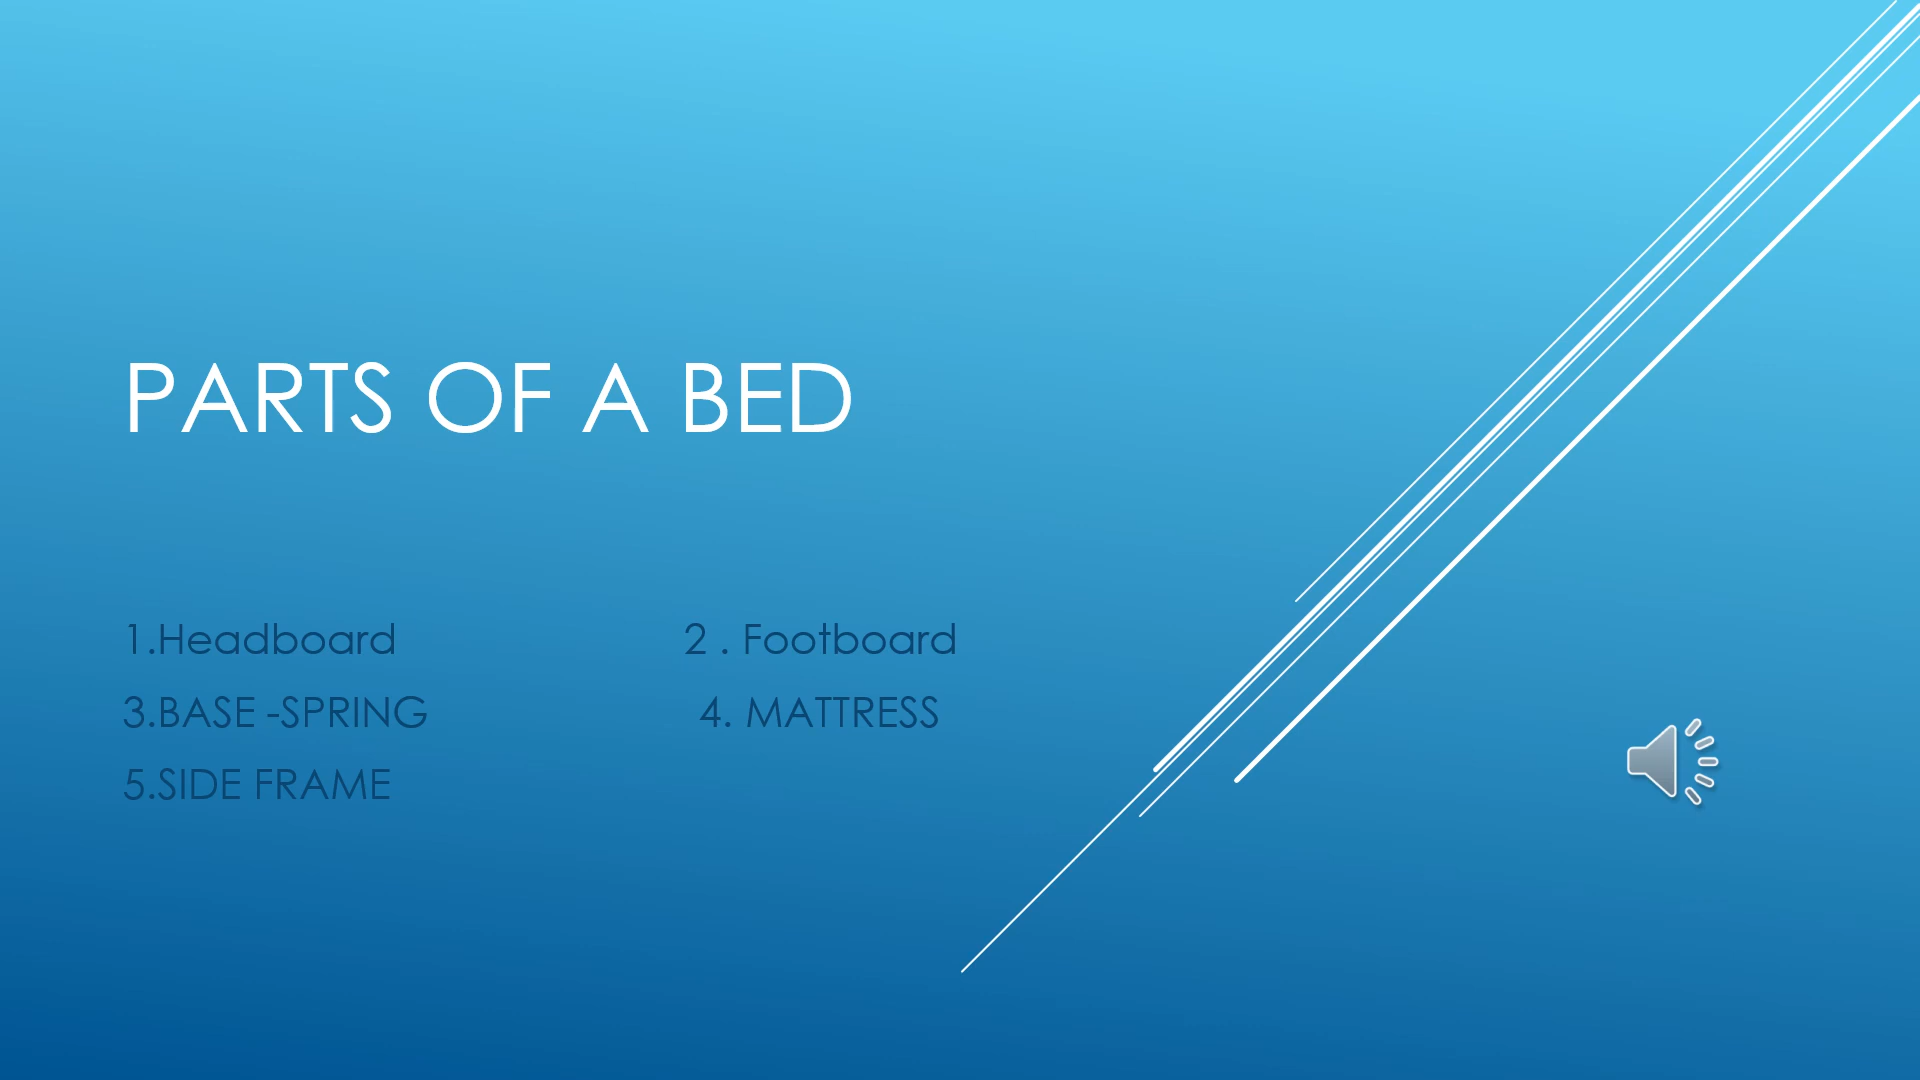 PARTS OF A BED
1.Headboard 2 . Footboard
3.BASE -SPRING 4. MATTRESS
5.SIDE FRAME